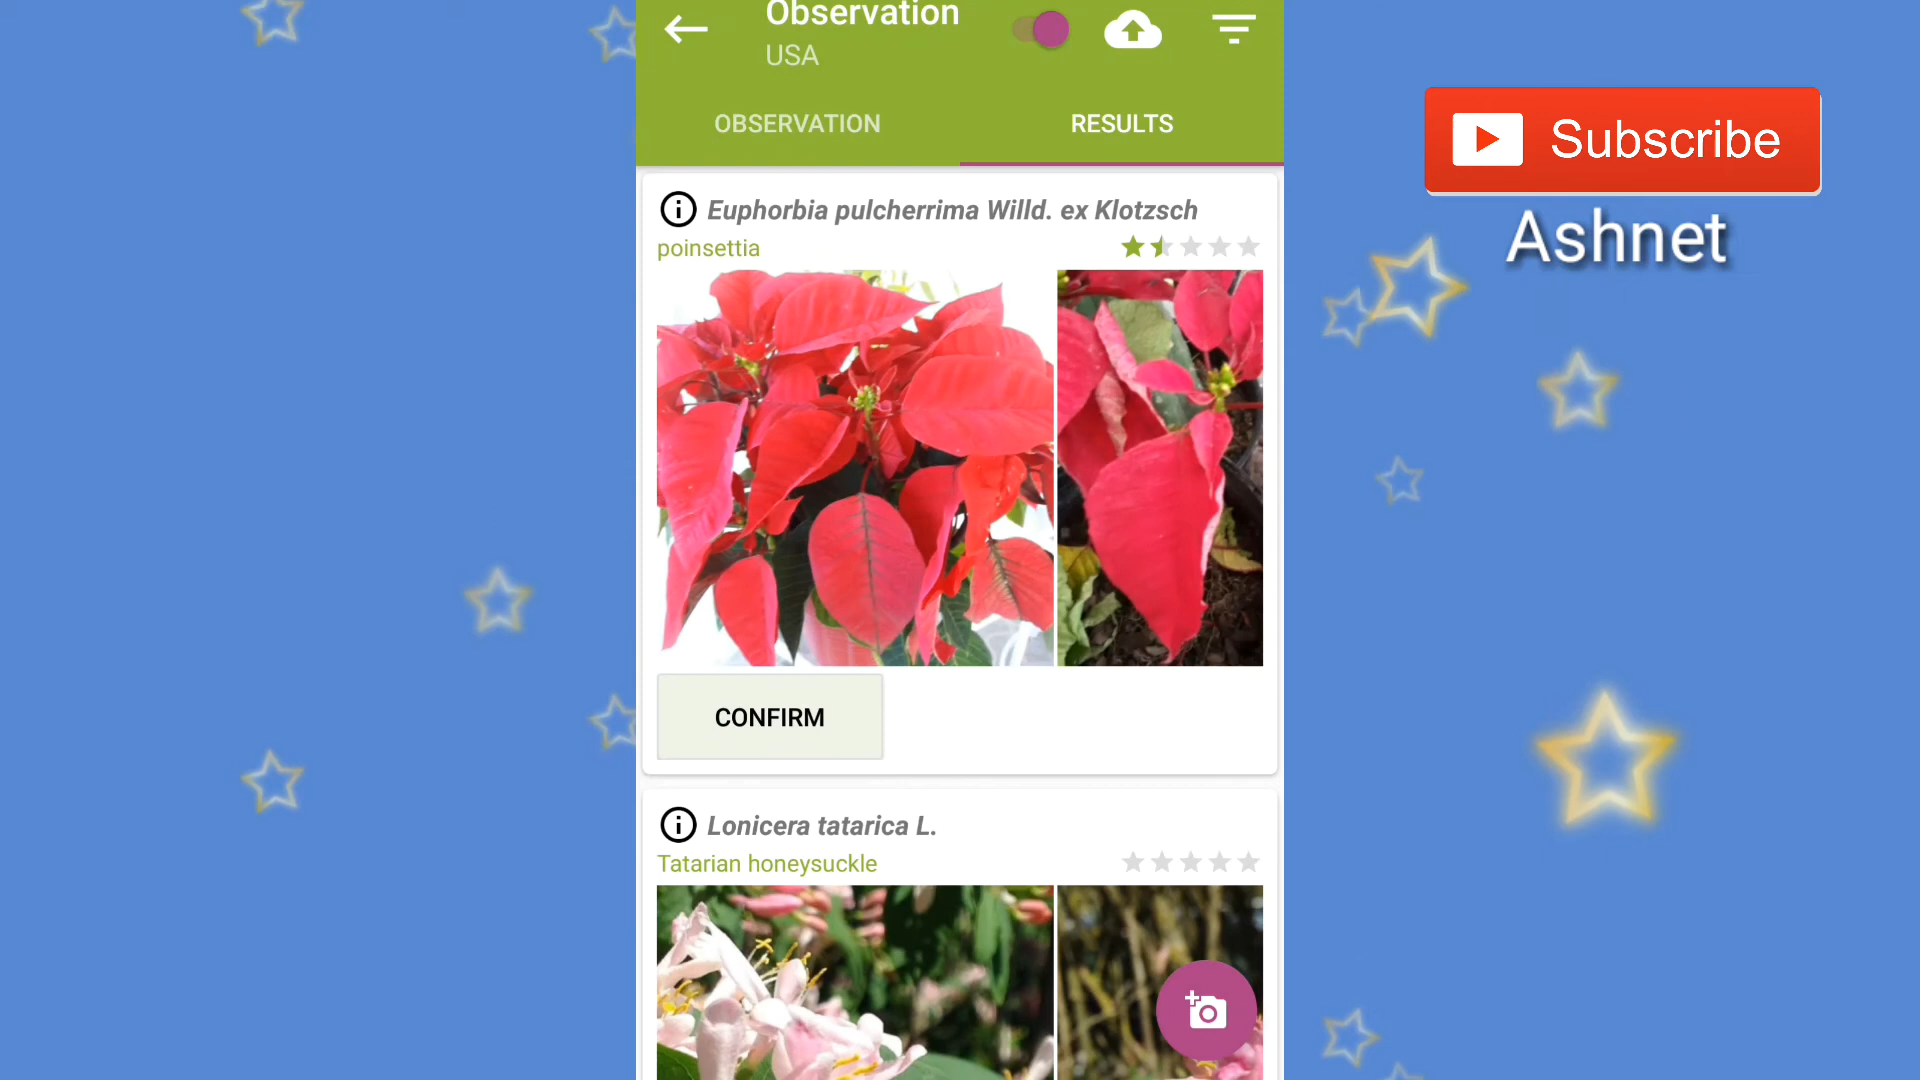 Observation
USA
OBSERVATION
RESULTS
Euphorbia pulcherrima Willd. ex Klotzsch
poinsettia
CONFIRM
Lonicera tatarica L.
Tatarian honeysuckle
Subscribe
Ashnet